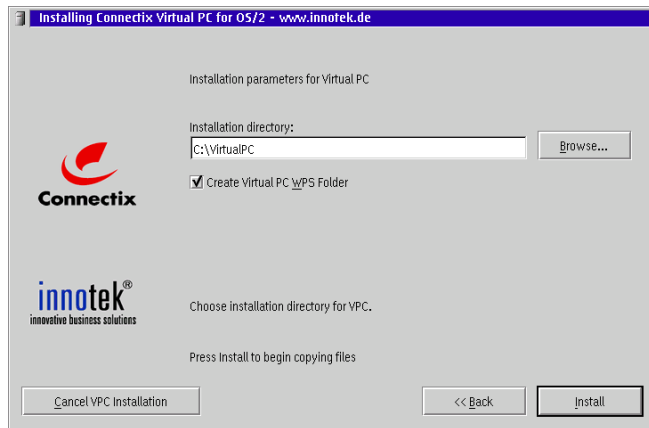 Installing Connectix Virtual PC for OS/2 - www.innotek.de
Installation parameters for Virtual PC
Installation directory:
C:\VirtualPC
Browse...
Create Virtual PC WPS Folder
Connectix
innotek®
innovative business solutions
Choose installation directory for VPC.
Press Install to begin copying files
Cancel VPC Installation
<< Back
Install